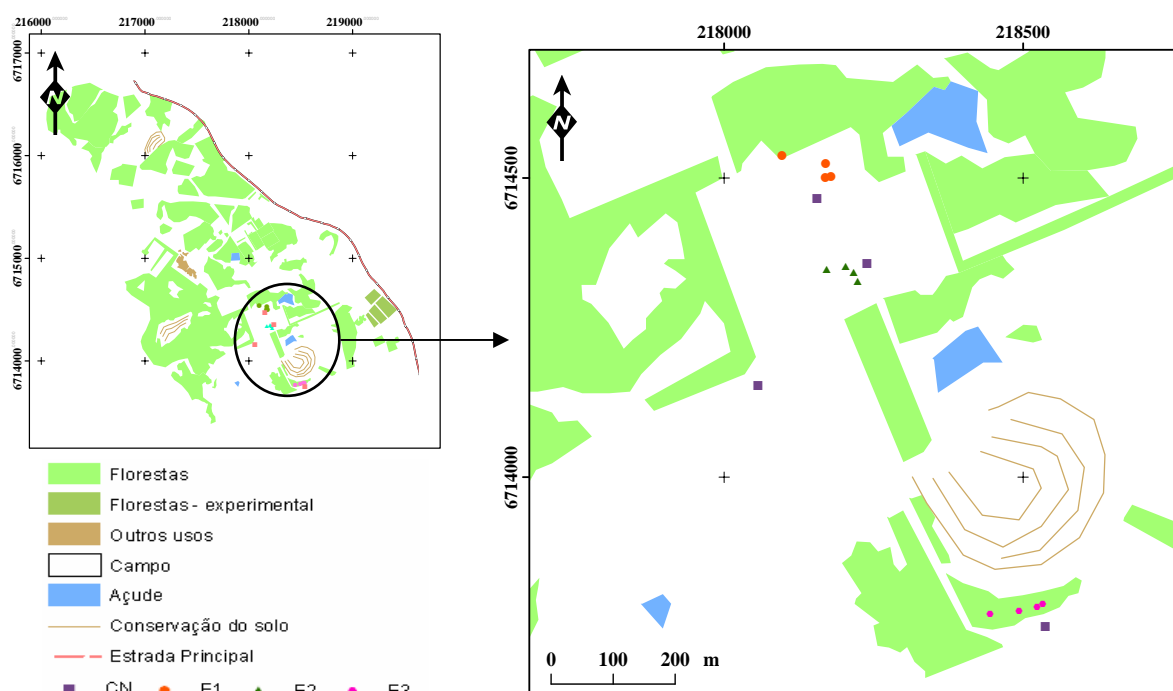 216000 217000 218000 219000
6717000
6716000
6715000
6714000
N
218000 218500
6714500
6714000
N
0 100 200 m
Florestas
Florestas - experimental
Outros usos
Campo
Açude
Conservação do solo
Estrada Principal
CN